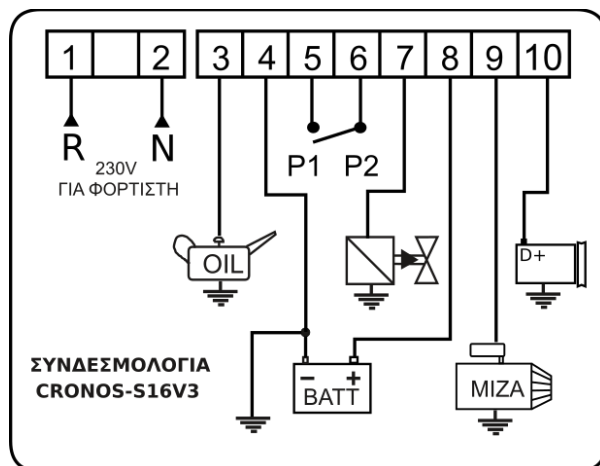 1 2 3 4 5 6 7 8 9 10
R N
230V
ΓΙΑ ΦΟΡΤΙΣΤΗ
P1 P2
OIL
D+
ΣΥΝΔΕΣΜΟΛΟΓΙΑ
CRONOS-S16V3
- +
BATT
ΜΙΖΑ